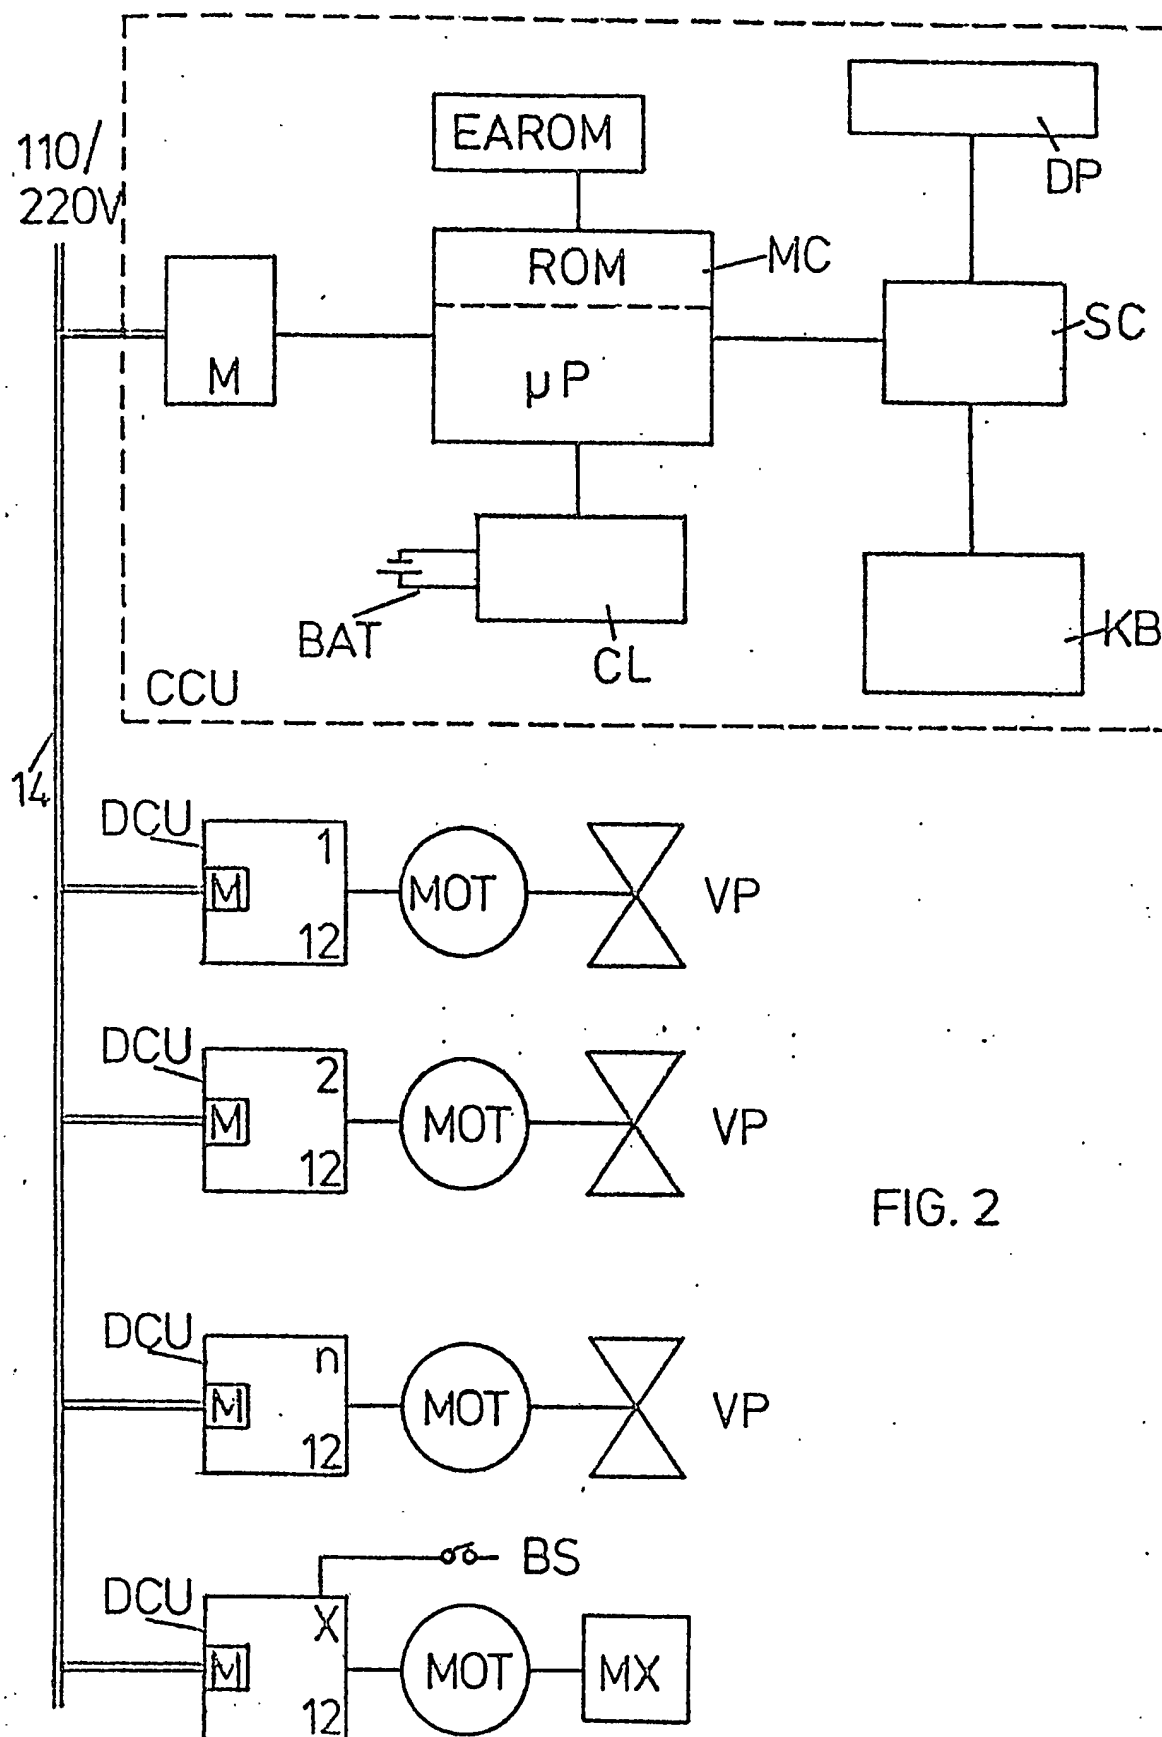 110/
220V
EAROM
DP
ROM
MC
M
µP
SC
BAT
CL
KB
CCU
14
DCU
1
M
MOT
VP
12
DCU
2
M
MOT
VP
12
FIG. 2
DCU
n
M
MOT
VP
12
BS
DCU
X
M
MOT
MX
12